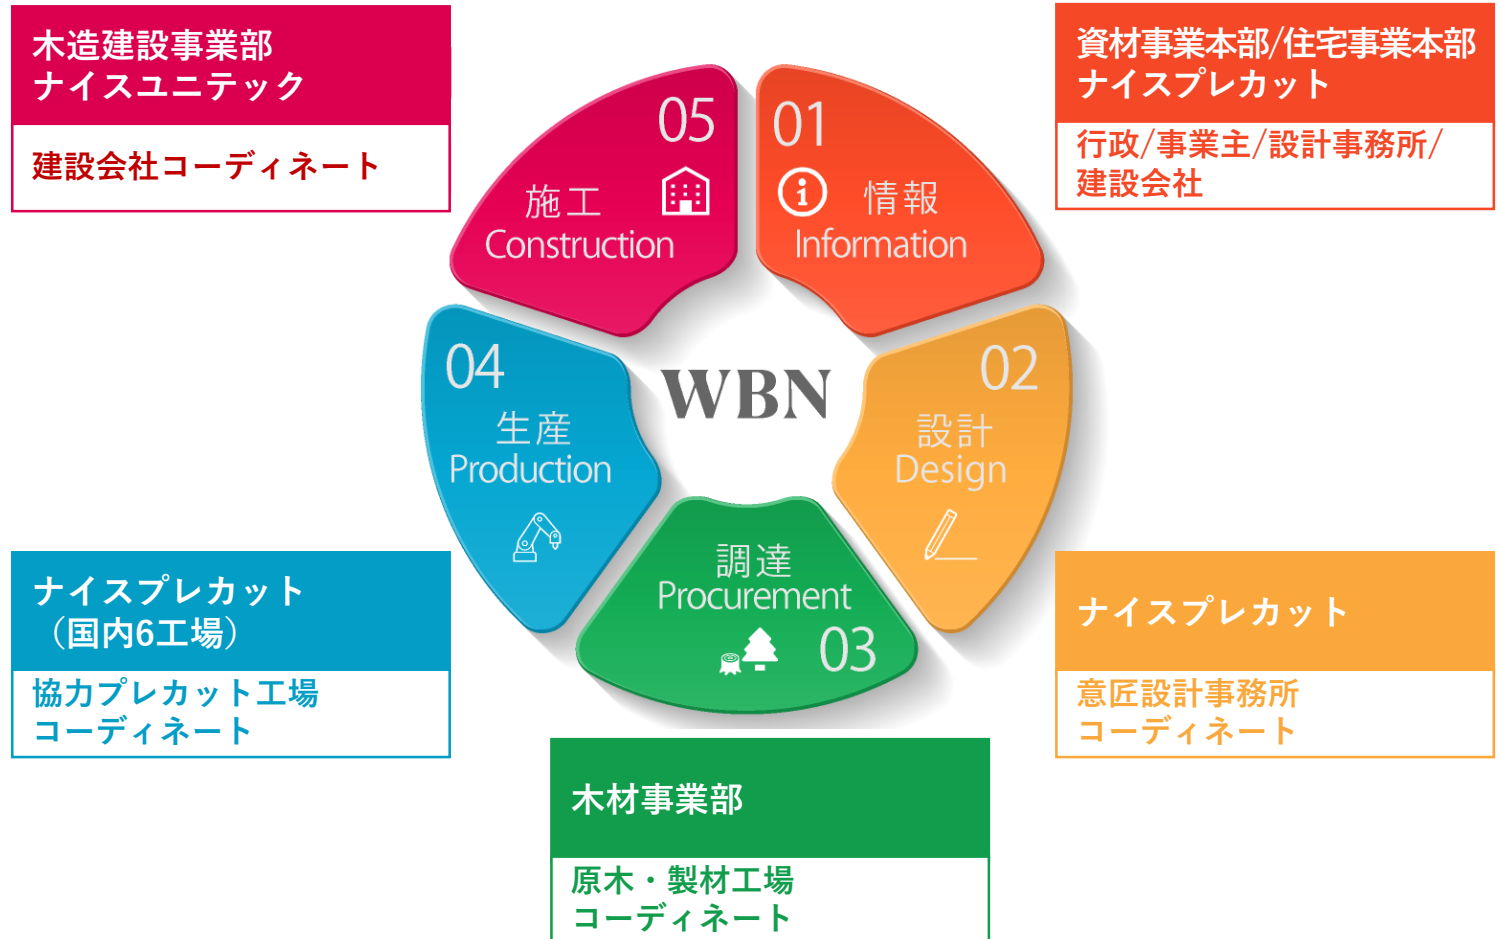 木造建設事業部
ナイスユニテック
建設会社コーディネート
資材事業本部/住宅事業本部
ナイスプレカット
行政/事業主/設計事務所/
建設会社
05
施工
Construction
01
情報
Information
WBN
04
生産
Production
02
設計
Design
調達
Procurement
03
ナイスプレカット
（国内6工場）
協力プレカット工場
コーディネート
ナイスプレカット
意匠設計事務所
コーディネート
木材事業部
原木・製材工場
コーディネート